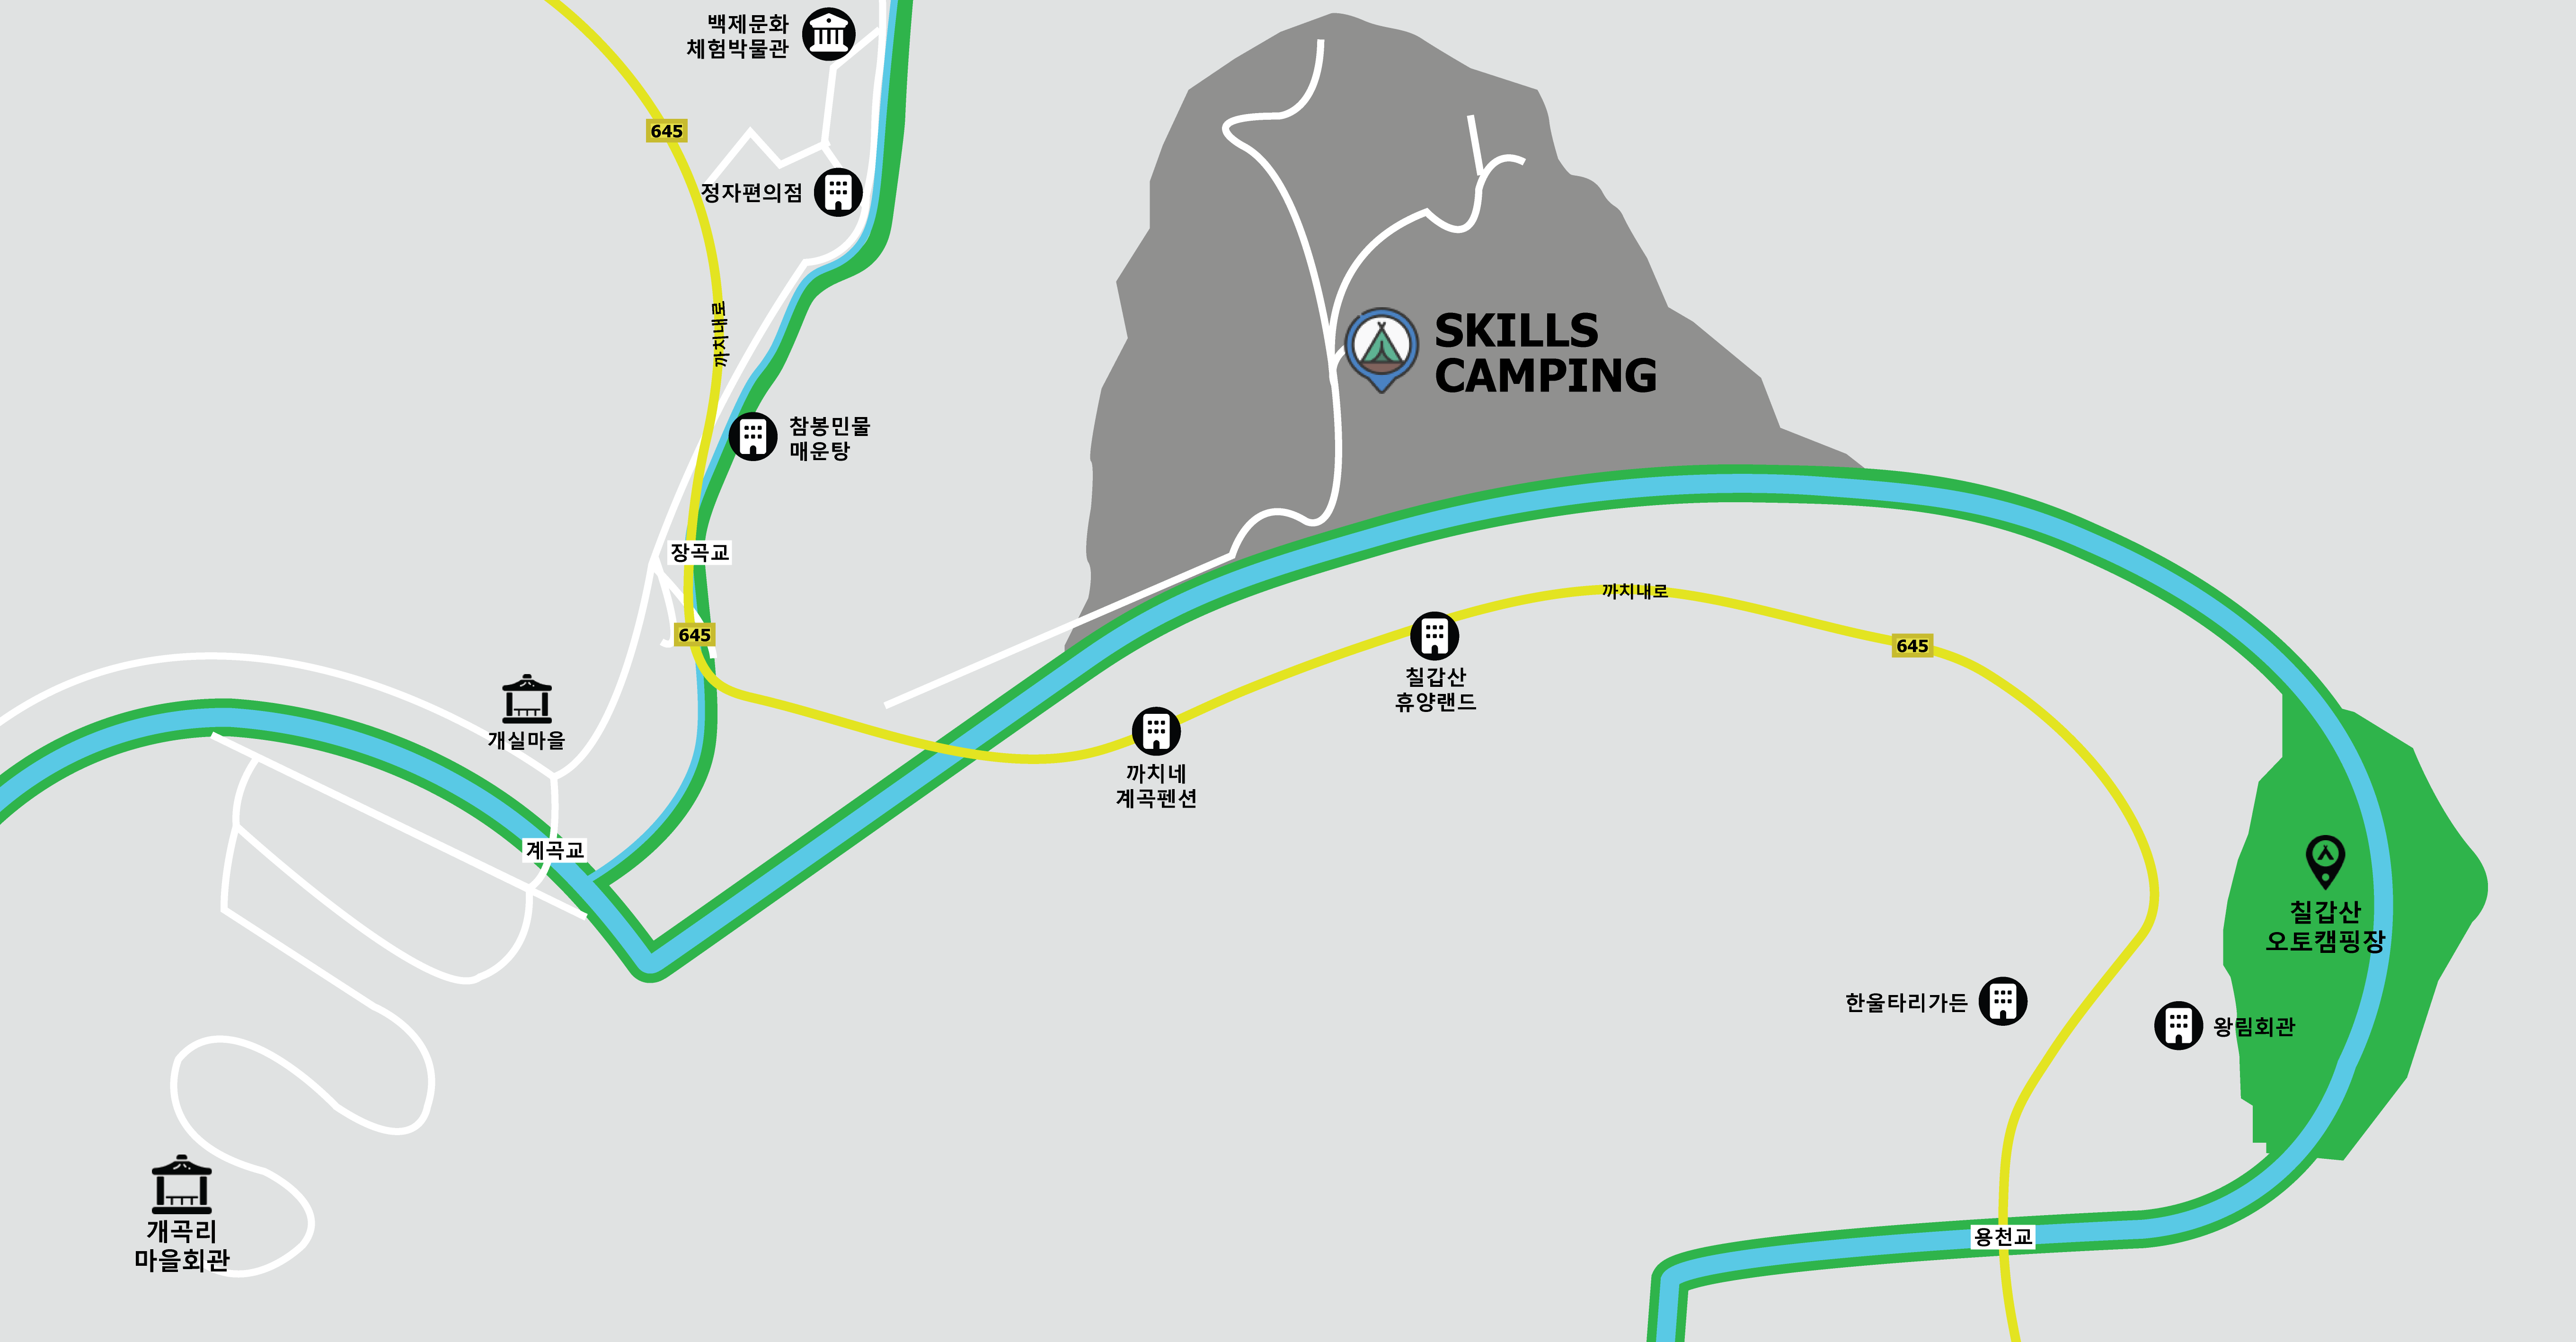 백제문화
체험박물관
645
정자편의점
까치내로
SKILLS
CAMPING
참봉민물
매운탕
장곡교
까치내로
645
645
칠갑산
휴양랜드
개실마을
까치네
계곡펜션
계곡교
칠갑산
오토캠핑장
한울타리가든
왕림회관
개곡리
마을회관
용천교